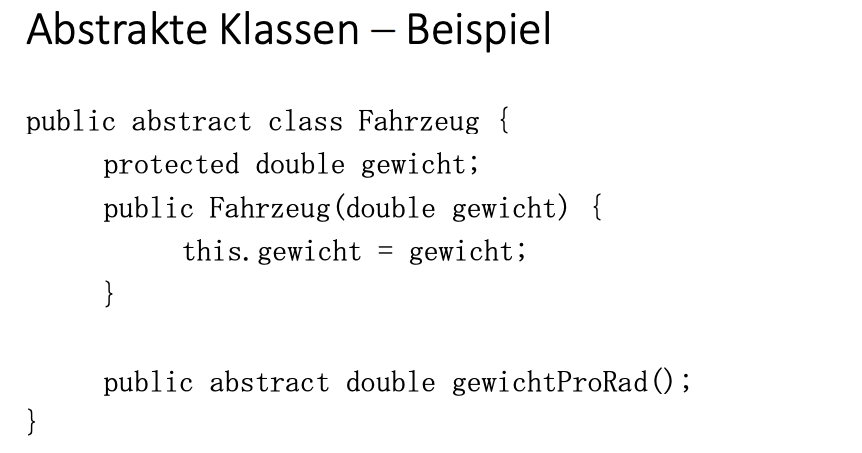 Abstrakte Klassen – Beispiel
public abstract class Fahrzeug {
protected double gewicht;
public Fahrzeug(double gewicht) {
this.gewicht = gewicht;
}
public abstract double gewichtProRad();
}